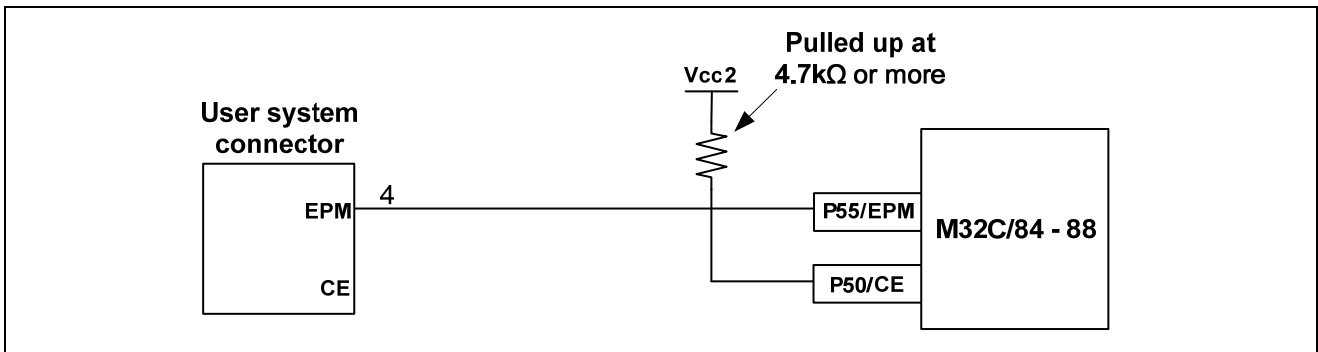 Pulled up at
4.7kΩ or more
Vcc2
User system
connector
EPM
4
P55/EPM
M32C/84 - 88
CE
P50/CE